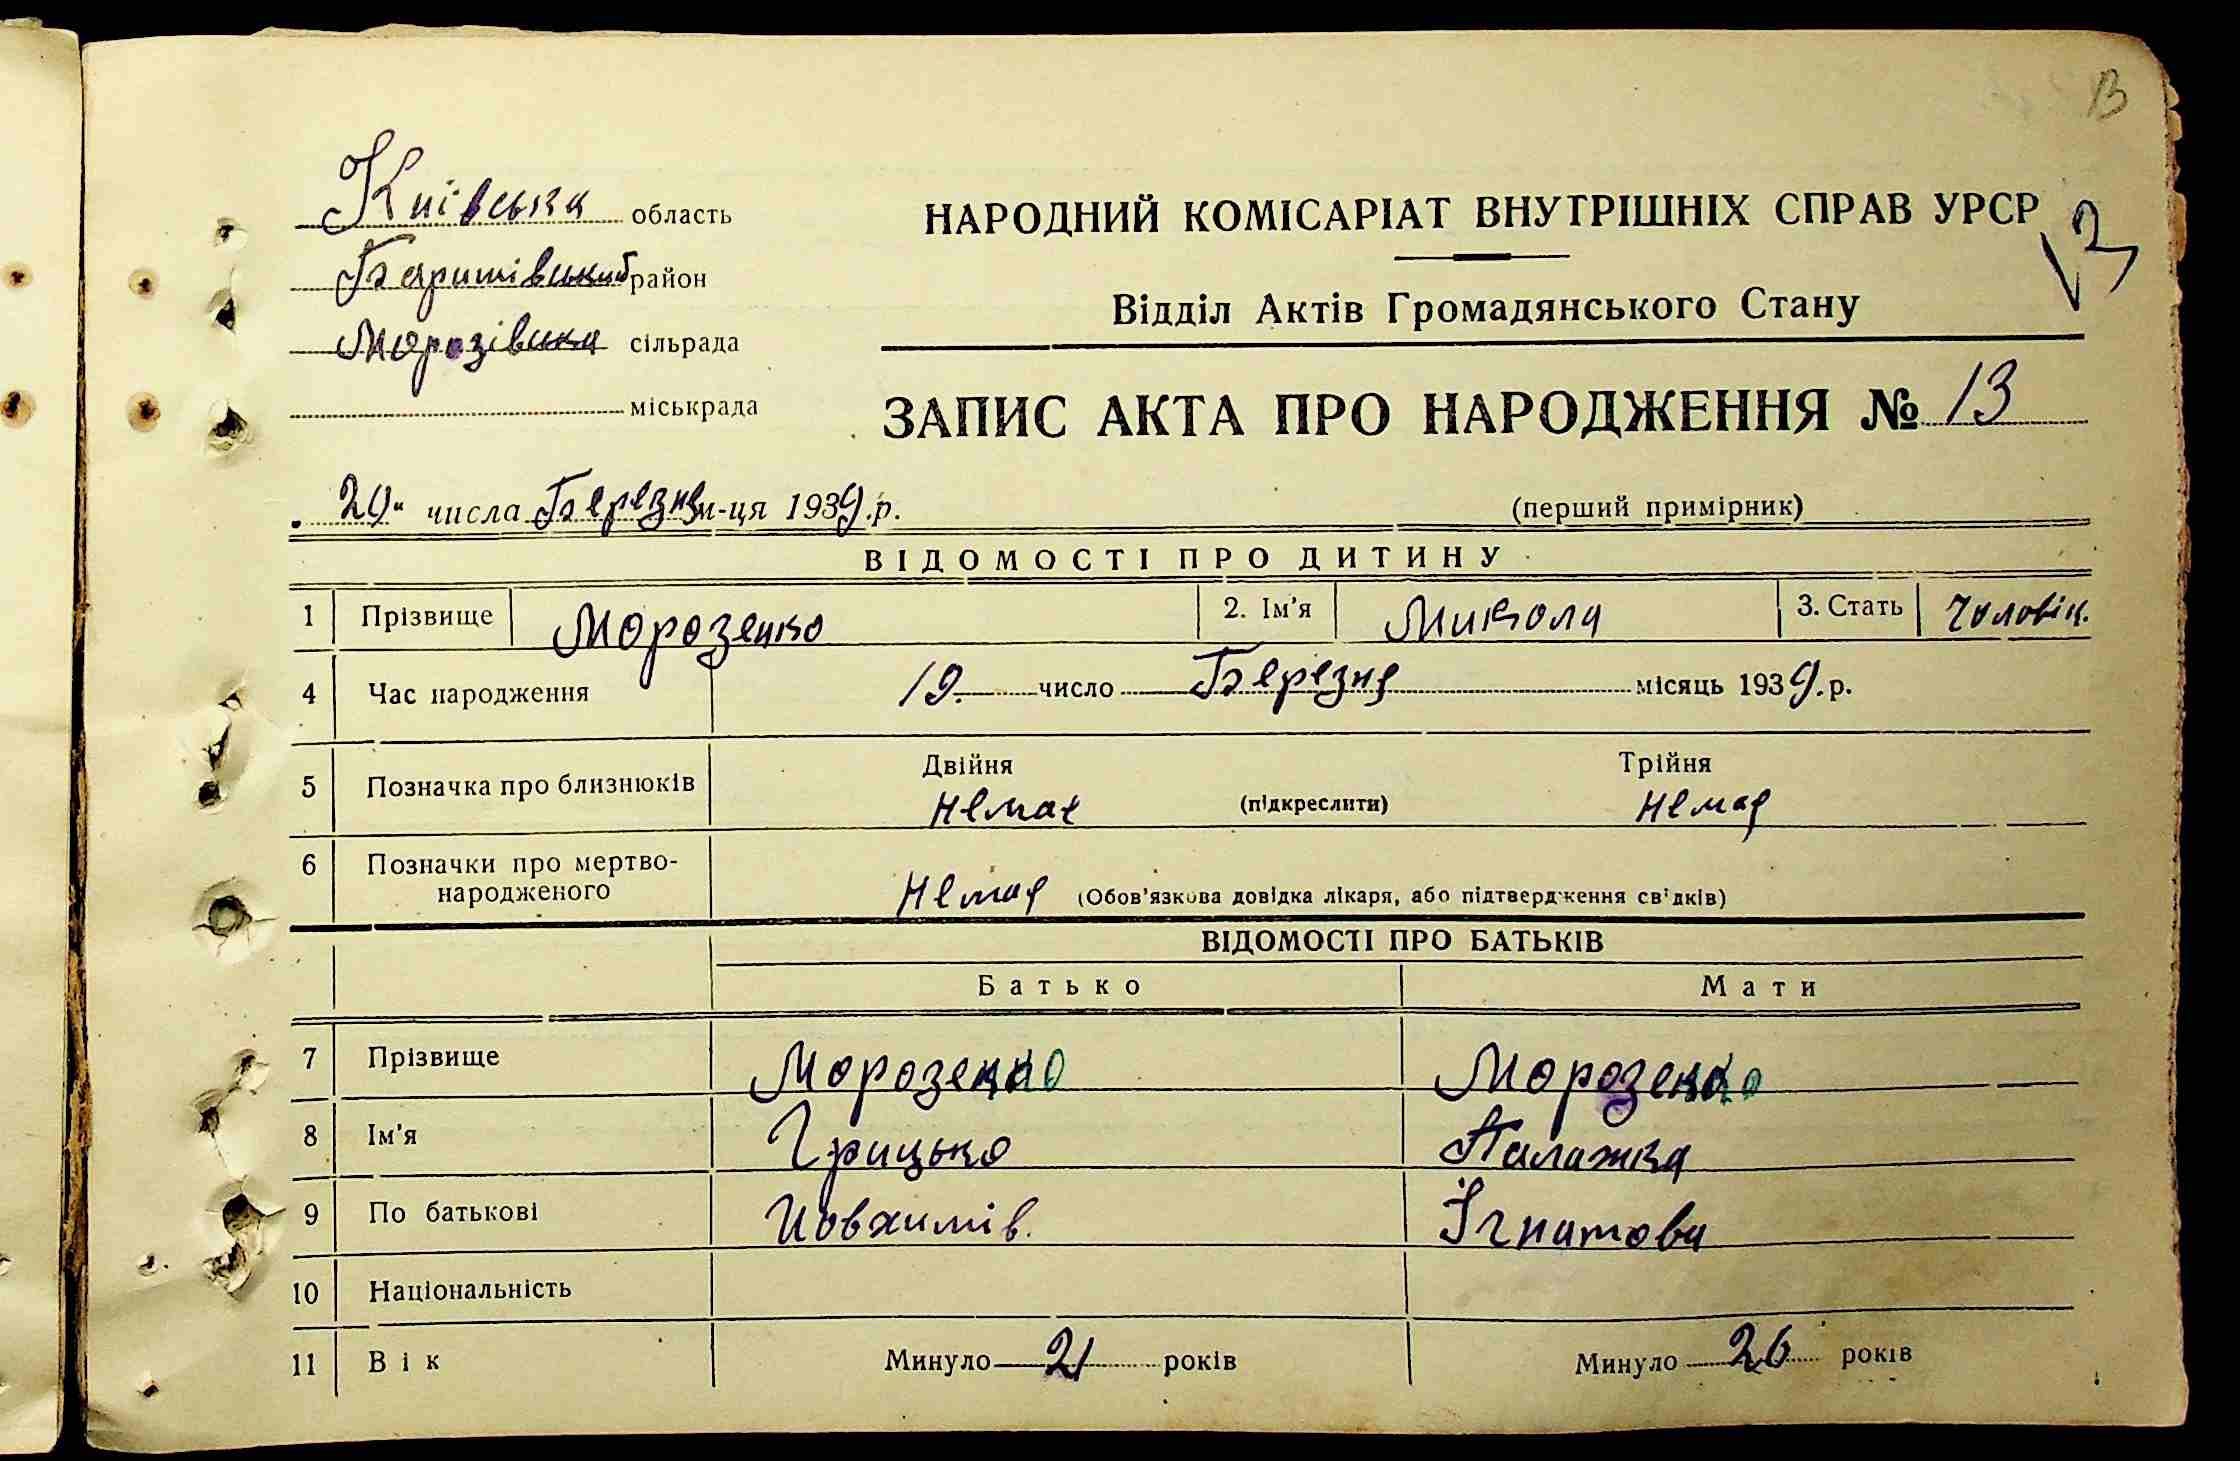 13
Київська область
Баришівський район
Морозівська сільрада
міськрада
НАРОДНИЙ КОМІСАРІАТ ВНУТРІШНІХ СПРАВ УРСР
Відділ Актів Громадянського Стану
ЗАПИС АКТА ПРО НАРОДЖЕННЯ № 13
"29" числа Березня м-ця 1939.р.
(перший примірник)
ВІДОМОСТІ ПРО ДИТИНУ
1 Прізвище Морозенко 2. Ім'я Микола 3. Стать Чоловік.
4 Час народження 19. число Березня місяць 1939.р.
5 Позначка про близнюків Двійня Немає (підкреслити) Трійня Немає
6 Позначки про мертво-
народженого Немає (Обов'язкова довідка лікаря, або підтвердження свідків)
ВІДОМОСТІ ПРО БАТЬКІВ
Батько Мати
7 Прізвище Морозенко Морозенко
8 Ім'я Грицько Палажка
9 По батькові Йовхимів. Ігнатова
10 Національність
11 Вік Минуло 21 років Минуло 26 років